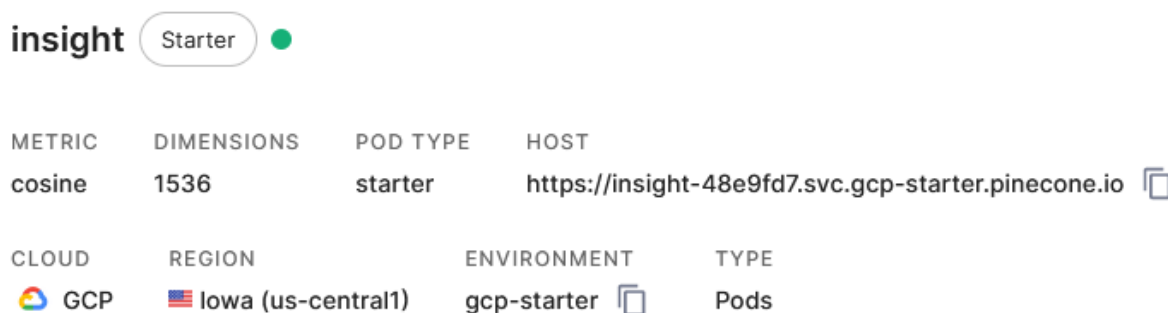 insight Starter
METRIC DIMENSIONS POD TYPE HOST
cosine 1536 starter https://insight-48e9fd7.svc.gcp-starter.pinecone.io
CLOUD REGION ENVIRONMENT TYPE
GCP Iowa (us-central1) gcp-starter Pods